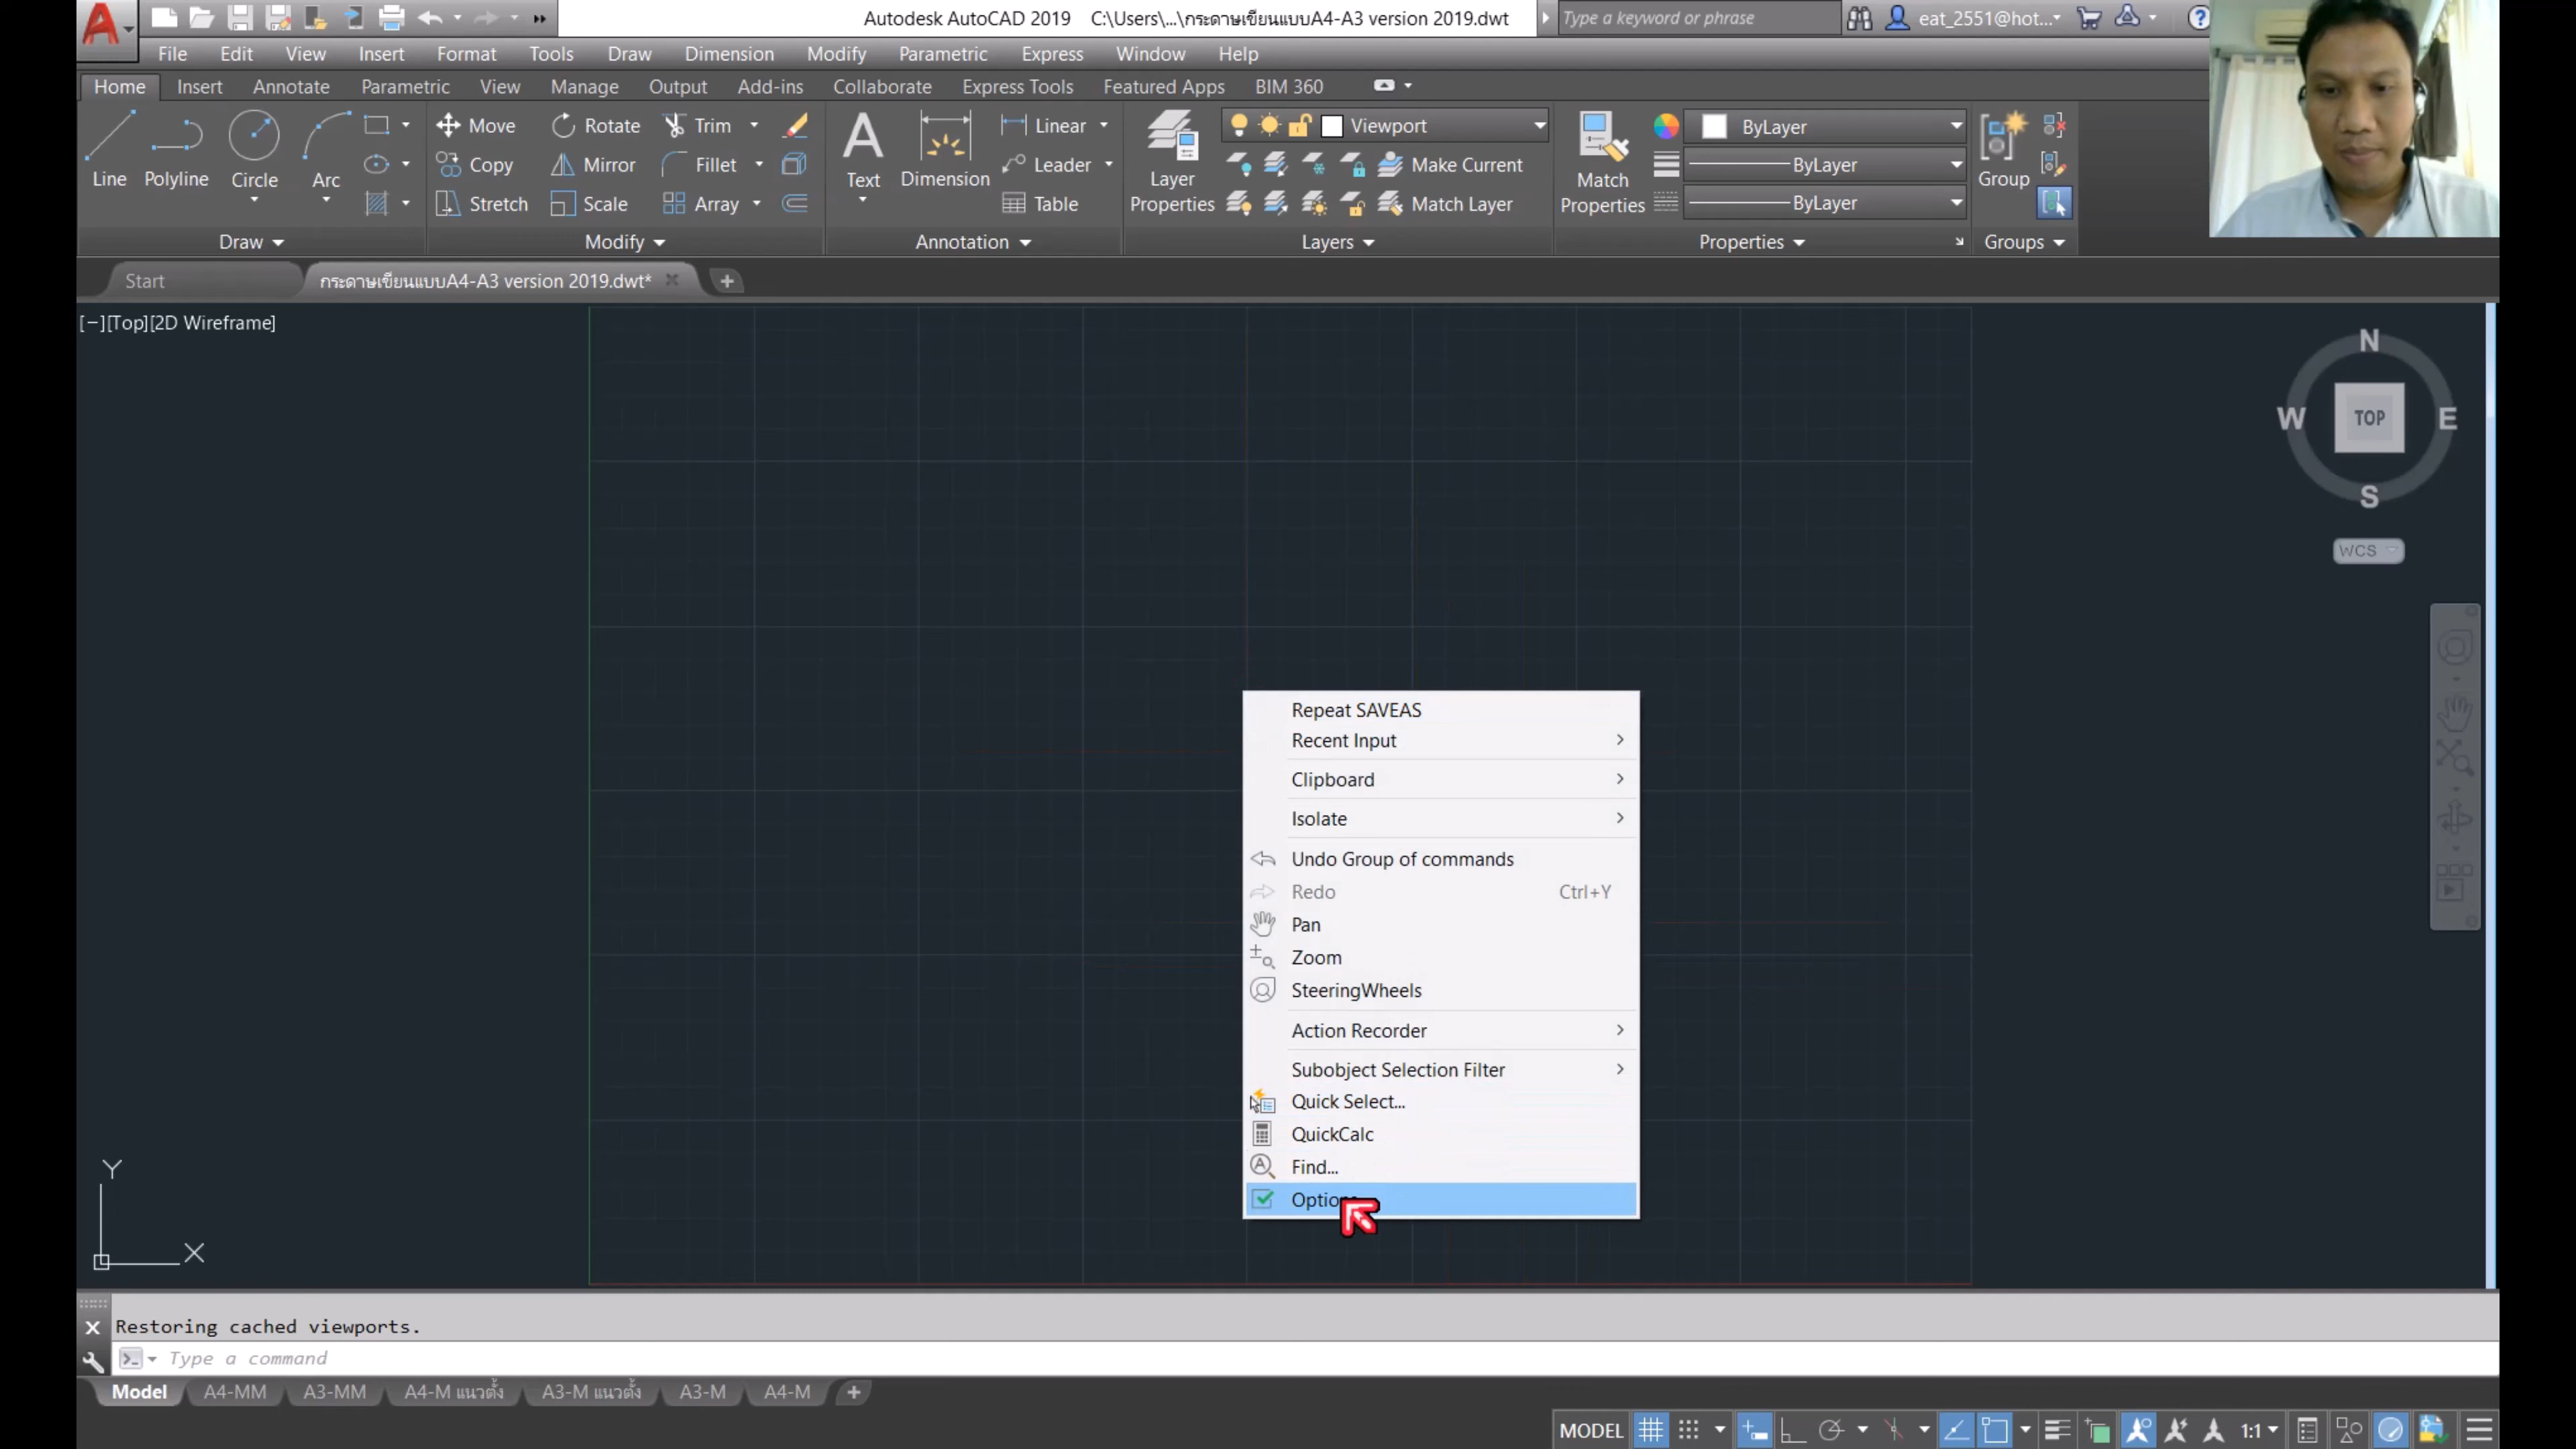 Autodesk AutoCAD 2019 C:\Users\...\กระดาษเขียนแบบA4-A3 version 2019.dwt
Type a keyword or phrase
eat_2551@hot...
File Edit View Insert Format Tools Draw Dimension Modify Parametric Express Window Help
Home Insert Annotate Parametric View Manage Output Add-ins Collaborate Express Tools Featured Apps BIM 360
Line Polyline Circle Arc
Move Rotate Trim
Copy Mirror Fillet
Stretch Scale Array
Text Dimension
Linear
Leader
Table
Layer Properties
Viewport
Make Current
Match Layer
Match Properties
ByLayer
ByLayer
ByLayer
Group
Draw Modify Annotation Layers Properties Groups
Start กระดาษเขียนแบบA4-A3 version 2019.dwt*
[−][Top][2D Wireframe]
N
W TOP E
S
WCS
Repeat SAVEAS
Recent Input
Clipboard
Isolate
Undo Group of commands
Redo Ctrl+Y
Pan
Zoom
SteeringWheels
Action Recorder
Subobject Selection Filter
Quick Select...
QuickCalc
Find...
Y
X
Restoring cached viewports.
Type a command
Model A4-MM A3-MM A4-M แนวตั้ง A3-M แนวตั้ง A3-M A4-M
MODEL 1:1